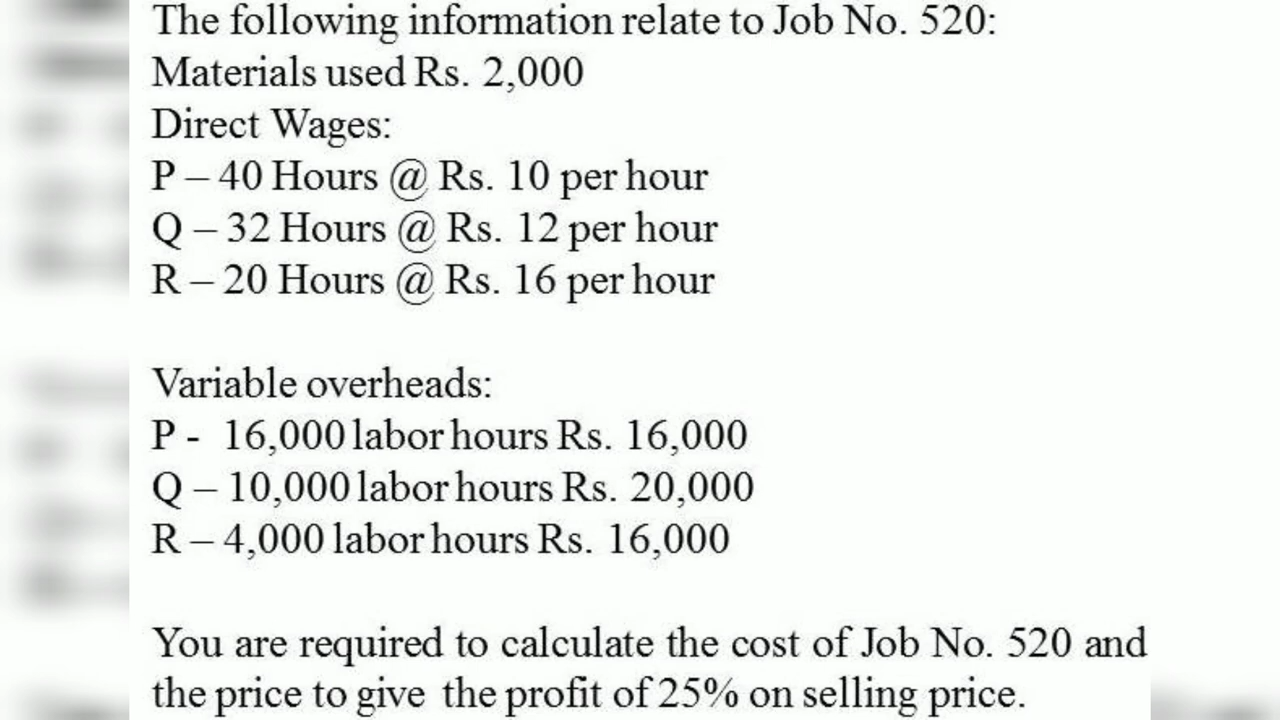 The following information relate to Job No. 520:
Materials used Rs. 2,000
Direct Wages:
P – 40 Hours @ Rs. 10 per hour
Q – 32 Hours @ Rs. 12 per hour
R – 20 Hours @ Rs. 16 per hour
Variable overheads:
P -  16,000 labor hours Rs. 16,000
Q – 10,000 labor hours Rs. 20,000
R – 4,000 labor hours Rs. 16,000
You are required to calculate the cost of Job No. 520 and
the price to give  the profit of 25% on selling price.